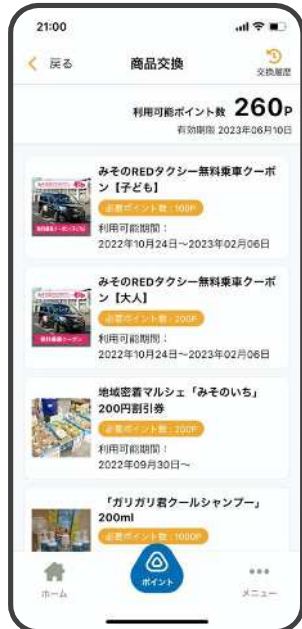 21:00
戻る
商品交換
交換履歴
利用可能ポイント数 260P
有効期限 2023年06月10日
みそのREDタクシー無料乗車クーポ
ン【子ども】
必要ポイント数:100P
利用可能期間:
2022年10月24日〜2023年02月06日
みそのREDタクシー無料乗車クーポ
ン【大人】
必要ポイント数:200P
利用可能期間:
2022年10月24日〜2023年02月06日
地域密着マルシェ「みそのいち」
200円割引券
必要ポイント数:200P
利用可能期間:
2022年09月30日〜
「ガリガリ君クールシャンプー」
200ml
必要ポイント数:1000P
ホーム
ポイント
メニュー